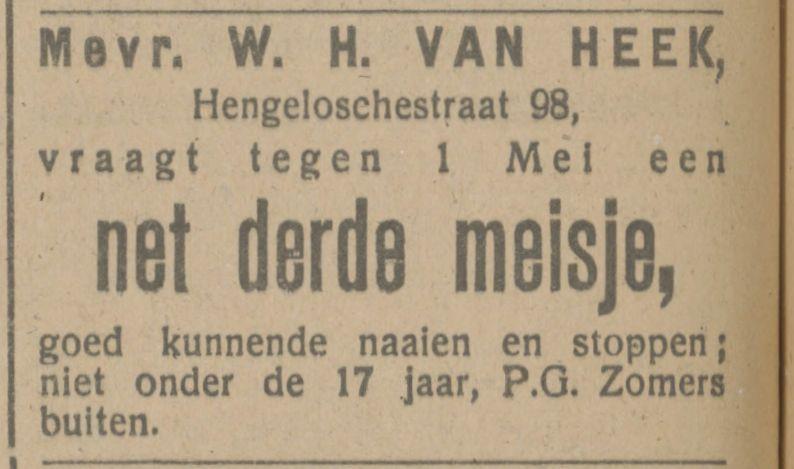 Mevr. W. H. VAN HEEK,
Hengeloschestraat 98,
vraagt tegen 1 Mei een
net derde meisje,
goed kunnende naaien en stoppen;
niet onder de 17 jaar, P.G. Zomers
buiten.